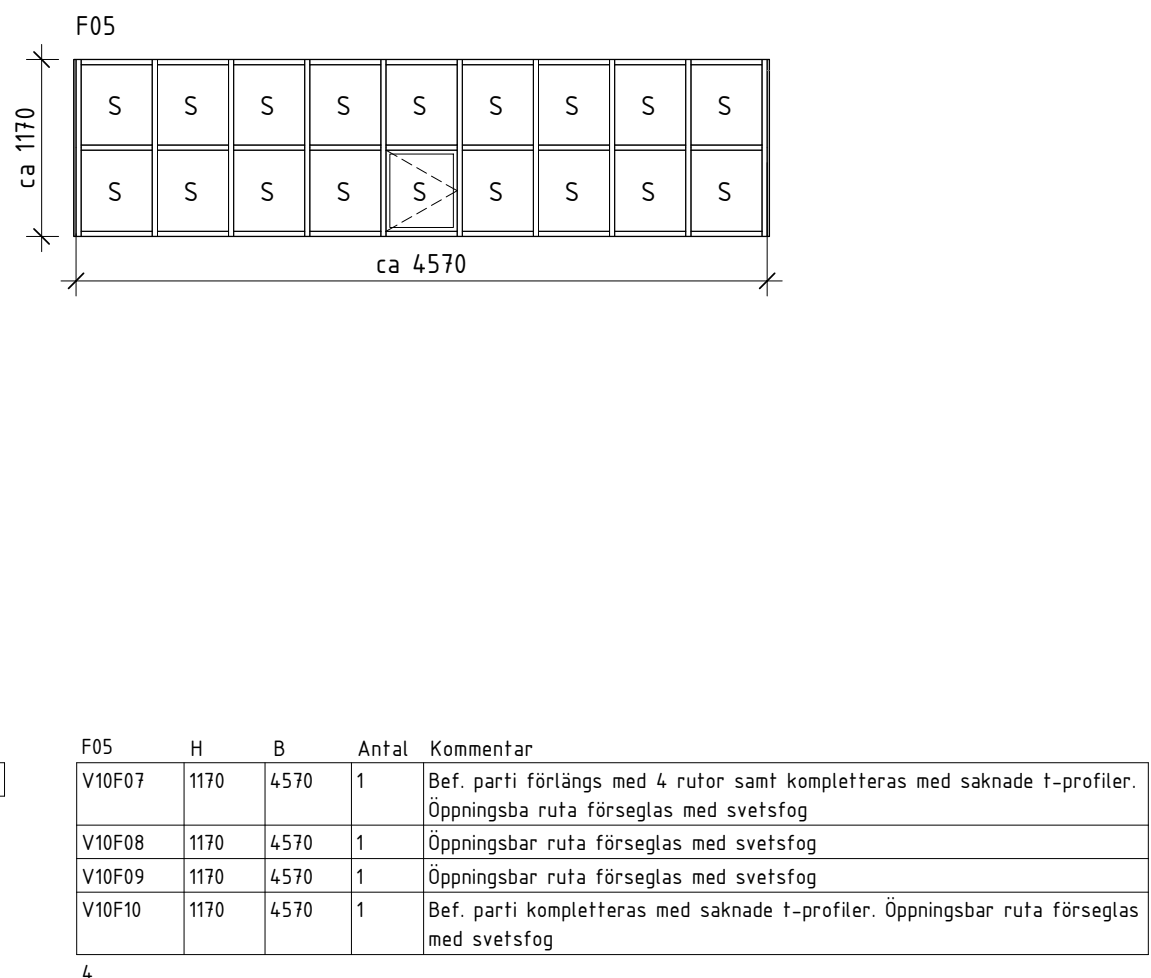 F05
S S S S S S S S S
ca 1170
S S S S S S S S S
ca 4570
F05 H B Antal Kommentar
V10F07 1170 4570 1 Bef. parti förlängs med 4 rutor samt kompletteras med saknade t-profiler.
Öppningsba ruta förseglas med svetsfog
V10F08 1170 4570 1 Öppningsbar ruta förseglas med svetsfog
V10F09 1170 4570 1 Öppningsbar ruta förseglas med svetsfog
V10F10 1170 4570 1 Bef. parti kompletteras med saknade t-profiler. Öppningsbar ruta förseglas
med svetsfog
4